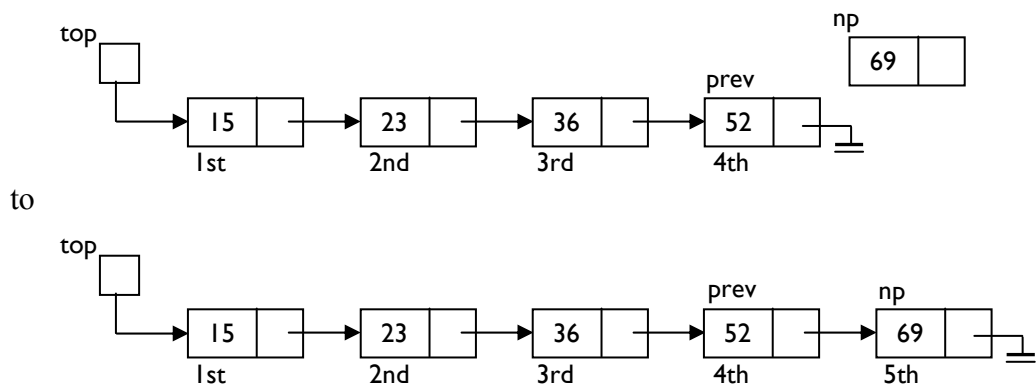 top
np
69
prev
15 23 36 52
1st 2nd 3rd 4th
to
top
prev np
15 23 36 52 69
1st 2nd 3rd 4th 5th